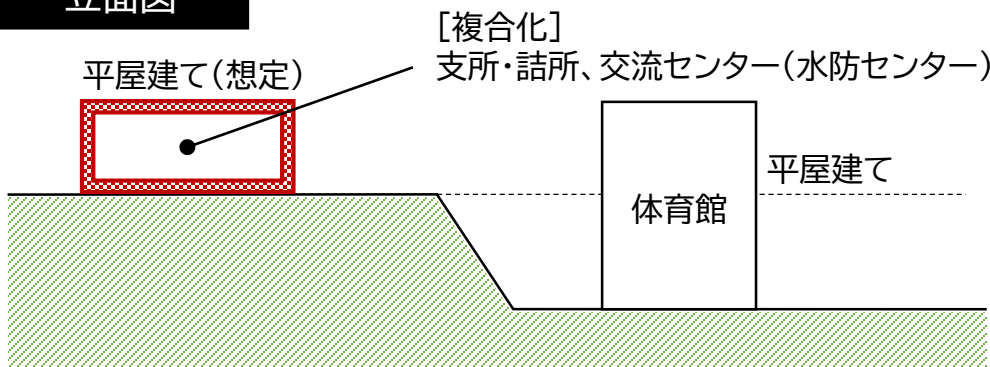 立面図
[複合化]
支所・詰所、交流センター(水防センター)
平屋建て(想定)
平屋建て
体育館